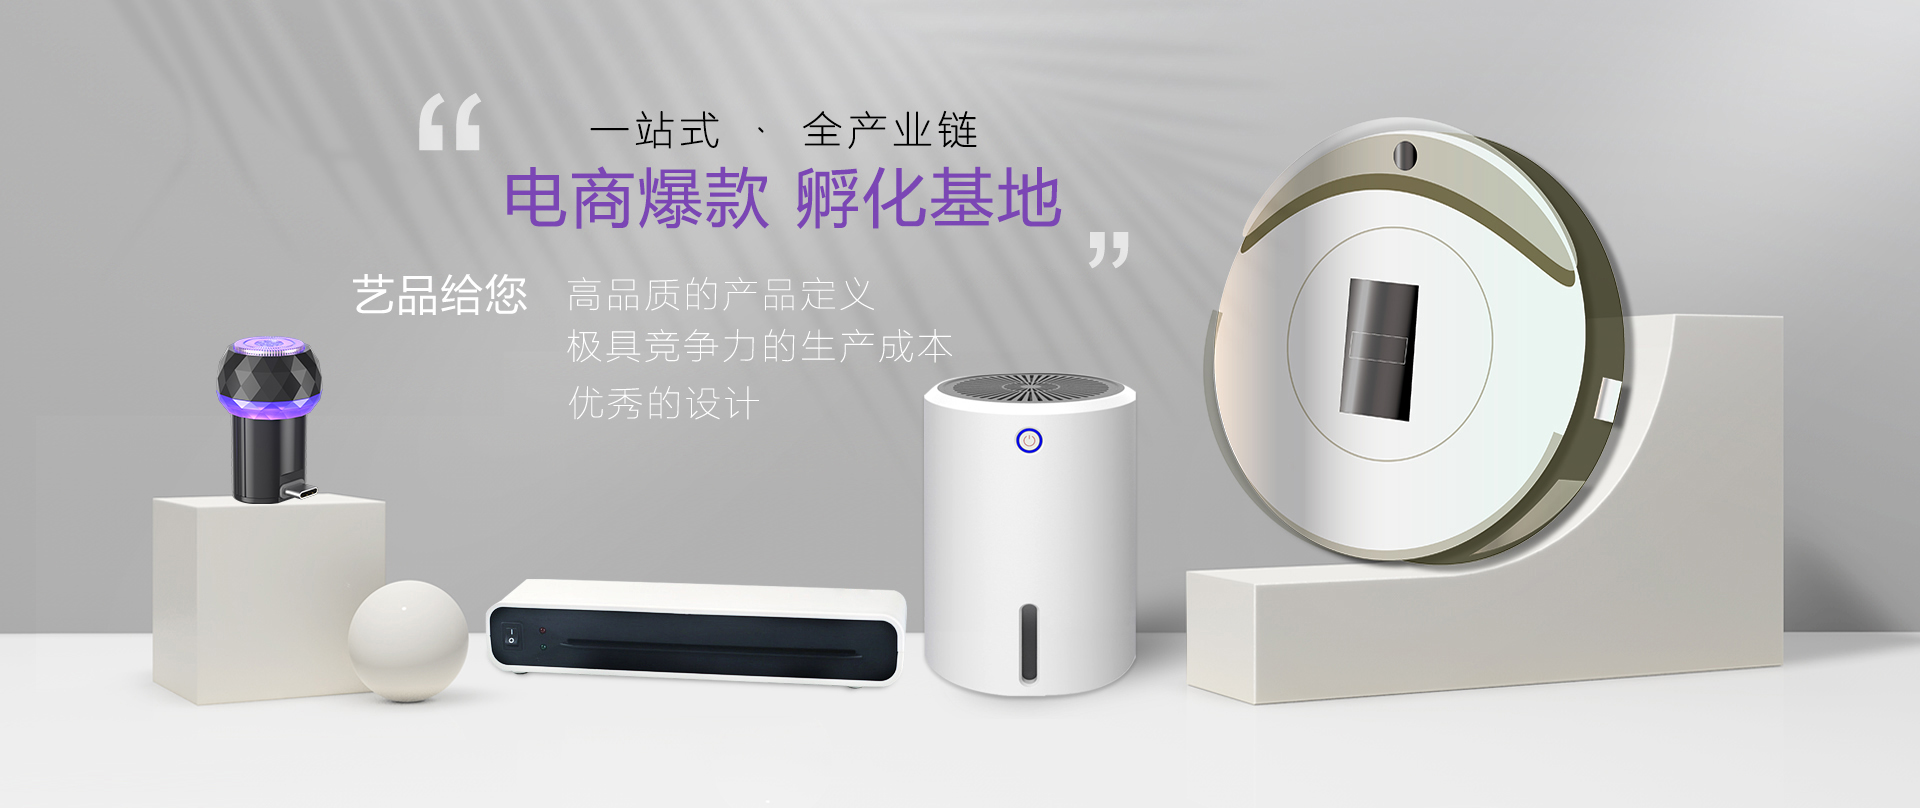 “
一站式 · 全产业链
电商爆款 孵化基地
”
艺品给您 高品质的产品定义
极具竞争力的生产成本
优秀的设计